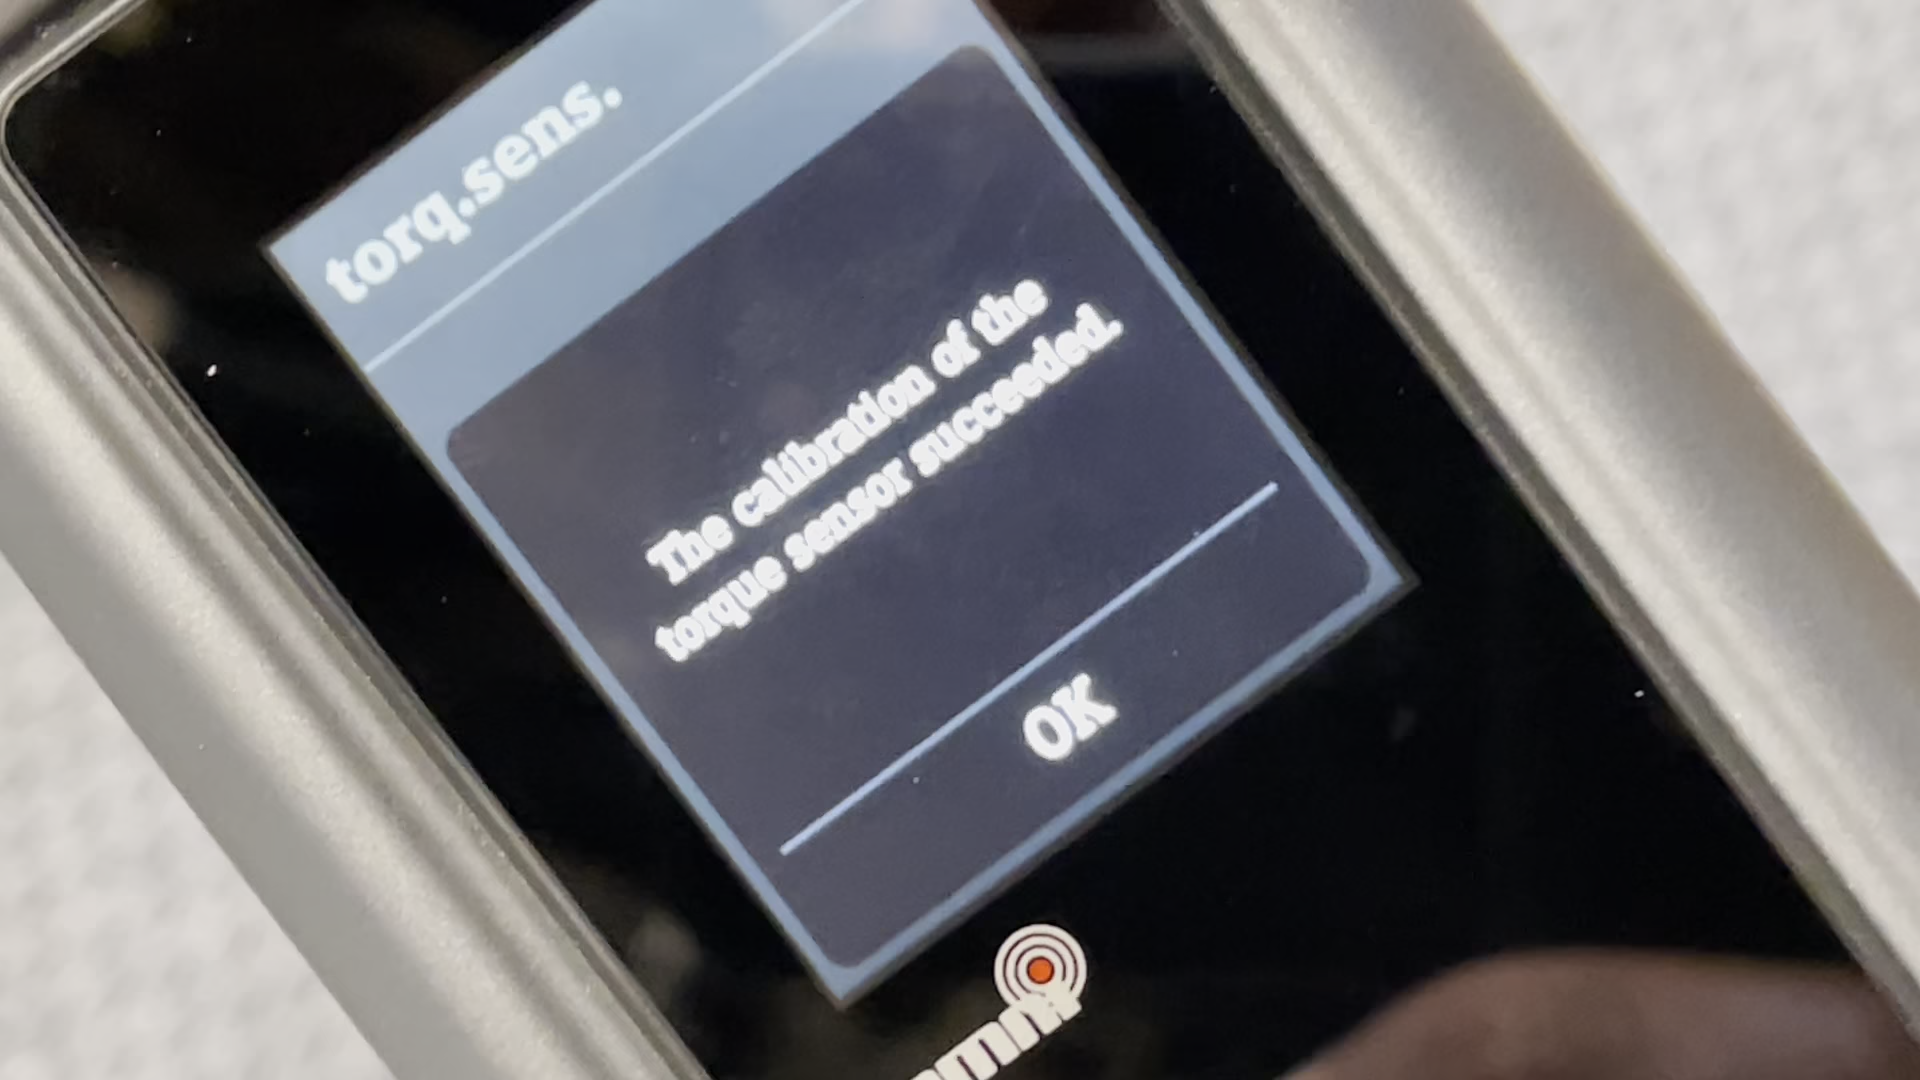 torq.sens.
The calibration of the
torque sensor succeeded.
OK